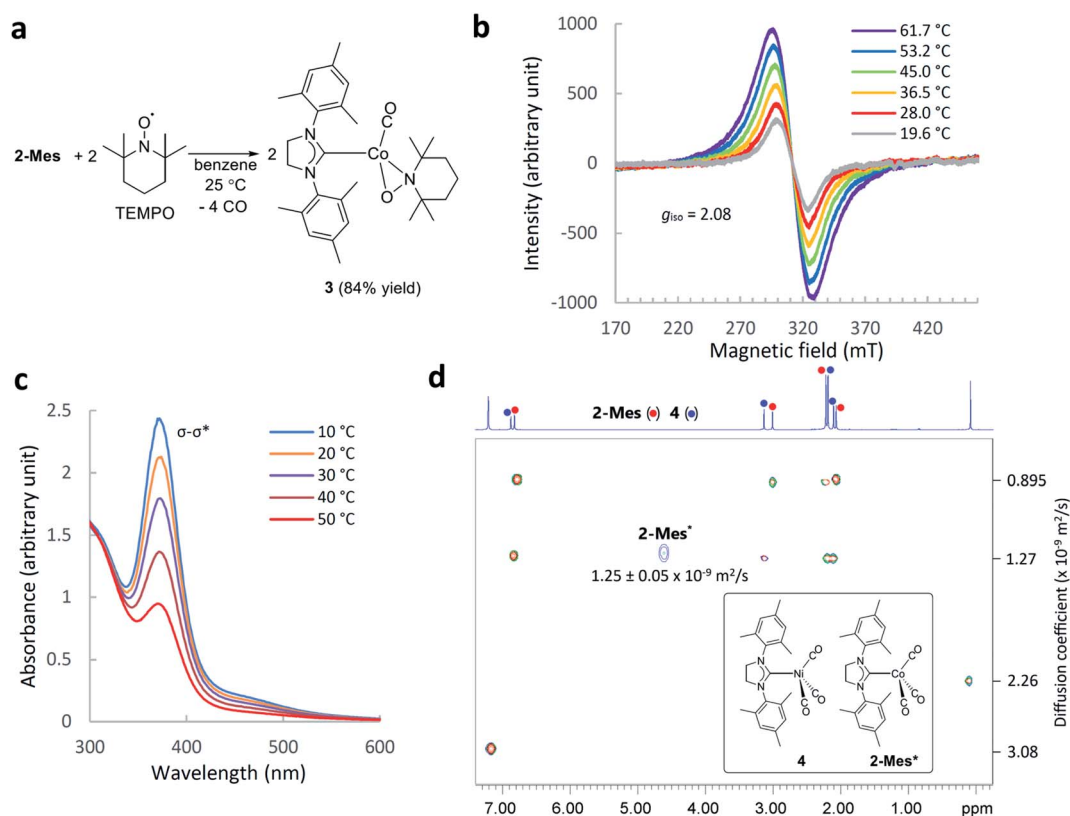 a
2-Mes
+ 2
O•
N
TEMPO
benzene
25 °C
- 4 CO
2
N
N
CO
Co
O
N
3 (84% yield)
b
Intensity (arbitrary unit)
1000
500
0
-500
-1000
61.7 °C
53.2 °C
45.0 °C
36.5 °C
28.0 °C
19.6 °C
giso = 2.08
170 220 270 320 370 420
Magnetic field (mT)
c
Absorbance (arbitrary unit)
2.5
2
1.5
1
0.5
0
σ-σ*
10 °C
20 °C
30 °C
40 °C
50 °C
300 400 500 600
Wavelength (nm)
d
2-Mes (●) 4 (●)
2-Mes*
1.25 ± 0.05 x 10-9 m2/s
N
N
Ni
CO
CO
CO
4
N
N
Co
CO
CO
CO
2-Mes*
0.895
1.27
2.26
3.08
Diffusion coefficient (x 10-9 m2/s)
7.00 6.00 5.00 4.00 3.00 2.00 1.00 ppm